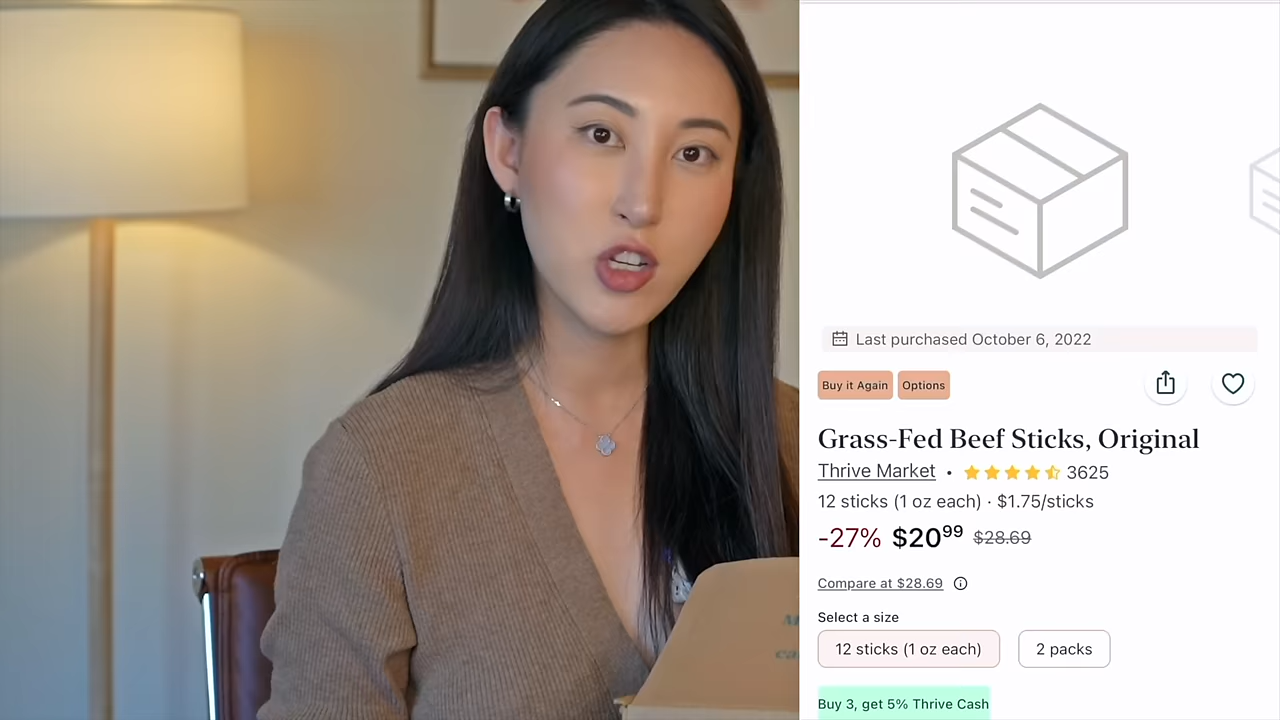 Last purchased October 6, 2022
Buy it Again
Options
Grass-Fed Beef Sticks, Original
Thrive Market • 3625
12 sticks (1 oz each) · $1.75/sticks
-27% $20.99 $28.69
Compare at $28.69
Select a size
12 sticks (1 oz each)
2 packs
Buy 3, get 5% Thrive Cash